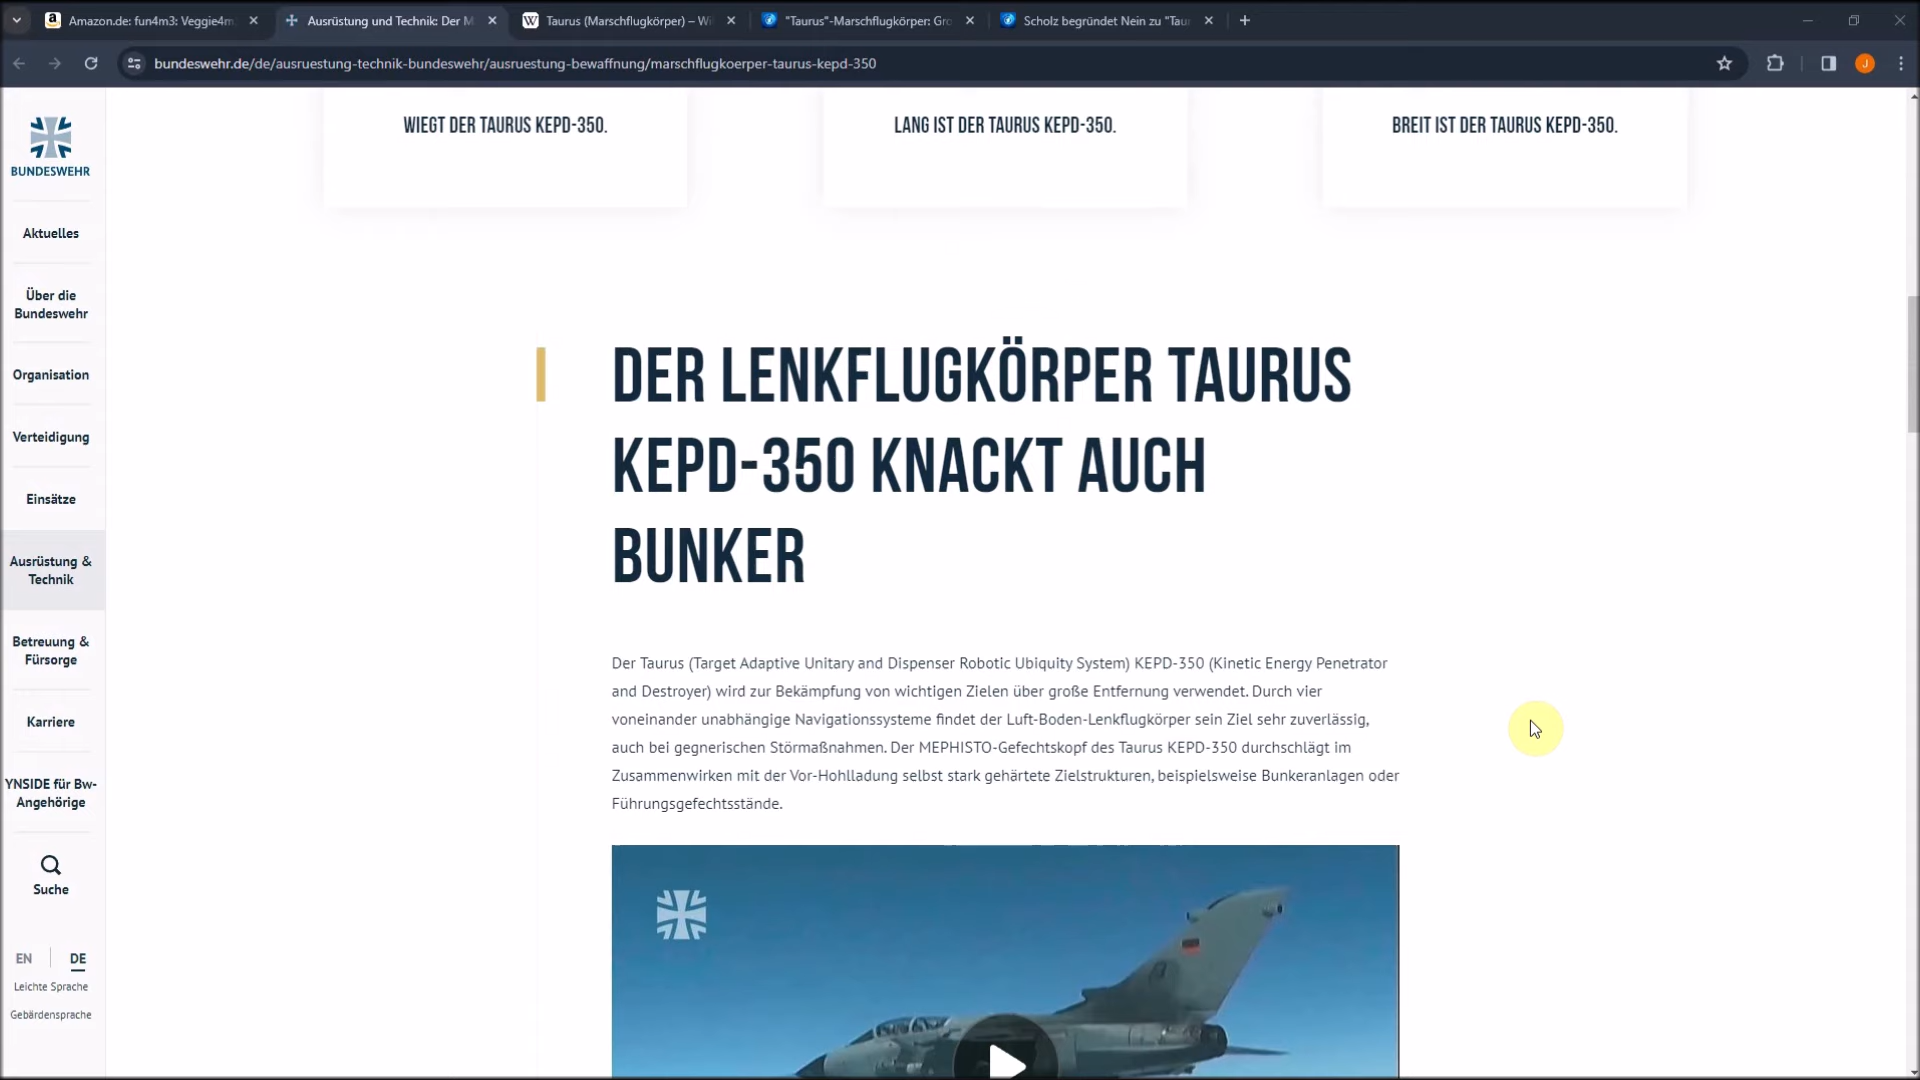 Amazon.de: fun4m3: Veggie4m
Ausrüstung und Technik: Der M
Taurus (Marschflugkörper) – Wi
"Taurus"-Marschflugkörper: Gro
Scholz begründet Nein zu "Tau
bundeswehr.de/de/ausruestung-technik-bundeswehr/ausruestung-bewaffnung/marschflugkoerper-taurus-kepd-350
J
BUNDESWEHR
Aktuelles
Über die
Bundeswehr
Organisation
Verteidigung
Einsätze
Ausrüstung &
Technik
Betreuung &
Fürsorge
Karriere
YNSIDE für Bw-
Angehörige
Suche
EN | DE
Leichte Sprache
Gebärdensprache
WIEGT DER TAURUS KEPD-350.
LANG IST DER TAURUS KEPD-350.
BREIT IST DER TAURUS KEPD-350.
DER LENKFLUGKÖRPER TAURUS
KEPD-350 KNACKT AUCH
BUNKER
Der Taurus (Target Adaptive Unitary and Dispenser Robotic Ubiquity System) KEPD-350 (Kinetic Energy Penetrator
and Destroyer) wird zur Bekämpfung von wichtigen Zielen über große Entfernung verwendet. Durch vier
voneinander unabhängige Navigationssysteme findet der Luft-Boden-Lenkflugkörper sein Ziel sehr zuverlässig,
auch bei gegnerischen Störmaßnahmen. Der MEPHISTO-Gefechtskopf des Taurus KEPD-350 durchschlägt im
Zusammenwirken mit der Vor-Hohlladung selbst stark gehärtete Zielstrukturen, beispielsweise Bunkeranlagen oder
Führungsgefechtsstände.